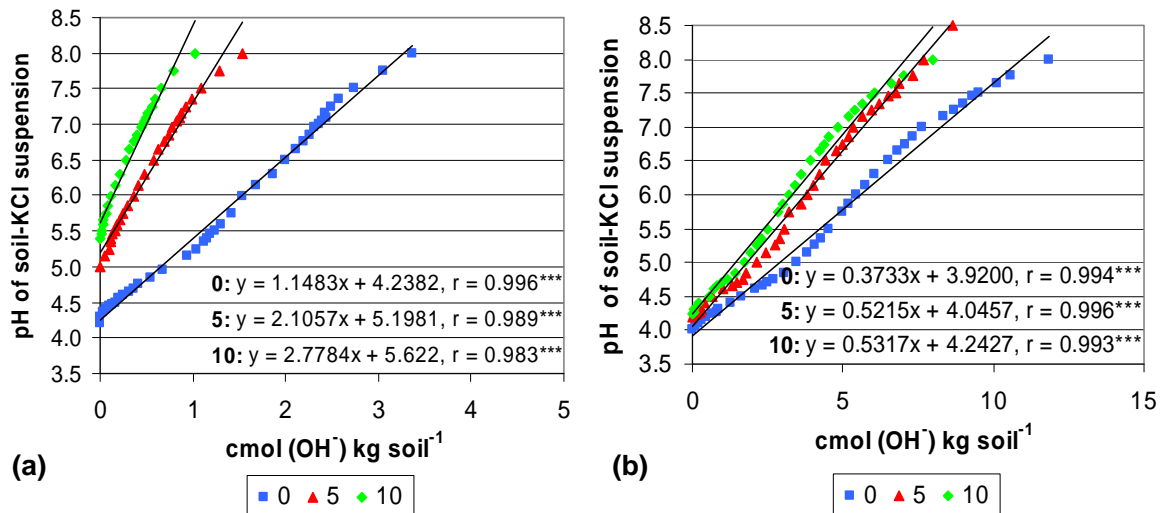 8.5
8.0
7.5
7.0
6.5
6.0
5.5
5.0
4.5
4.0
3.5
pH of soil-KCl suspension
0: y = 1.1483x + 4.2382, r = 0.996***
5: y = 2.1057x + 5.1981, r = 0.989***
10: y = 2.7784x + 5.622, r = 0.983***
0 1 2 3 4 5
cmol (OH⁻) kg soil⁻¹
(a)
0 5 10
8.5
8.0
7.5
7.0
6.5
6.0
5.5
5.0
4.5
4.0
3.5
pH of soil-KCl suspension
0: y = 0.3733x + 3.9200, r = 0.994***
5: y = 0.5215x + 4.0457, r = 0.996***
10: y = 0.5317x + 4.2427, r = 0.993***
0 5 10 15
cmol (OH⁻) kg soil⁻¹
(b)
0 5 10